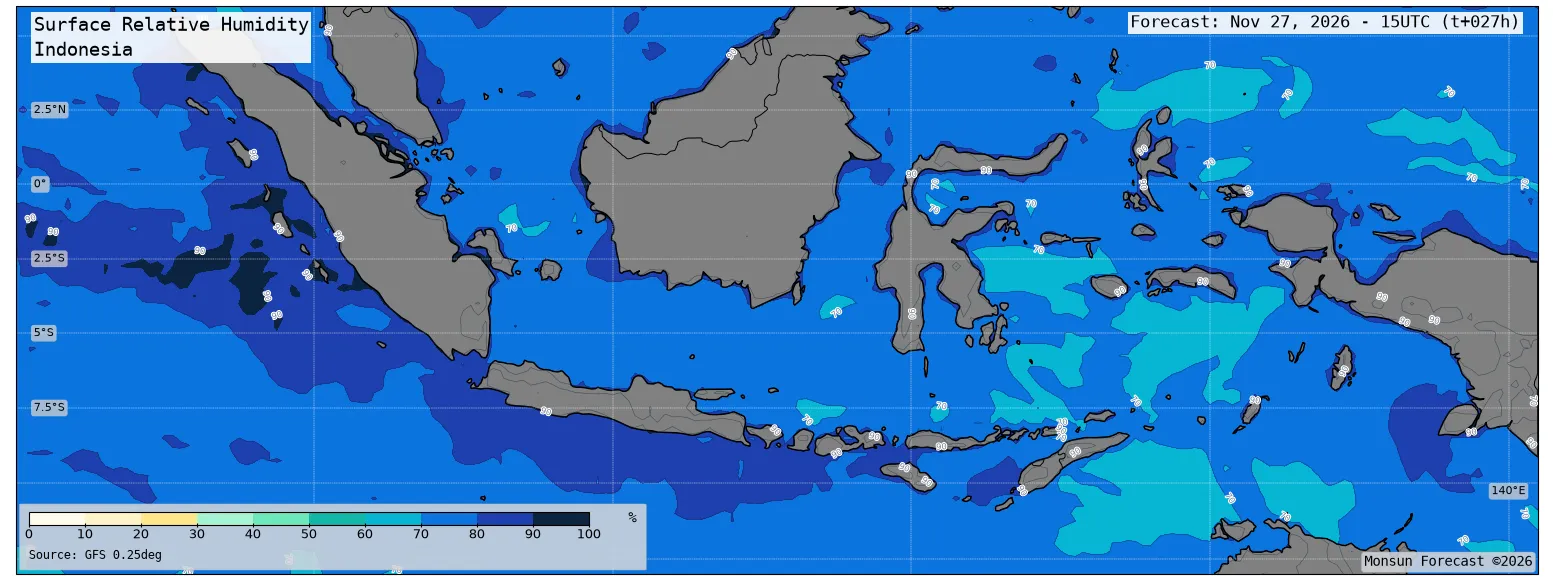 Surface Relative Humidity
Indonesia
Forecast: Nov 27, 2026 - 15UTC (t+027h)
2.5°N
0°
2.5°S
5°S
7.5°S
140°E
0 10 20 30 40 50 60 70 80 90 100 %
Source: GFS 0.25deg
Monsun Forecast ©2026